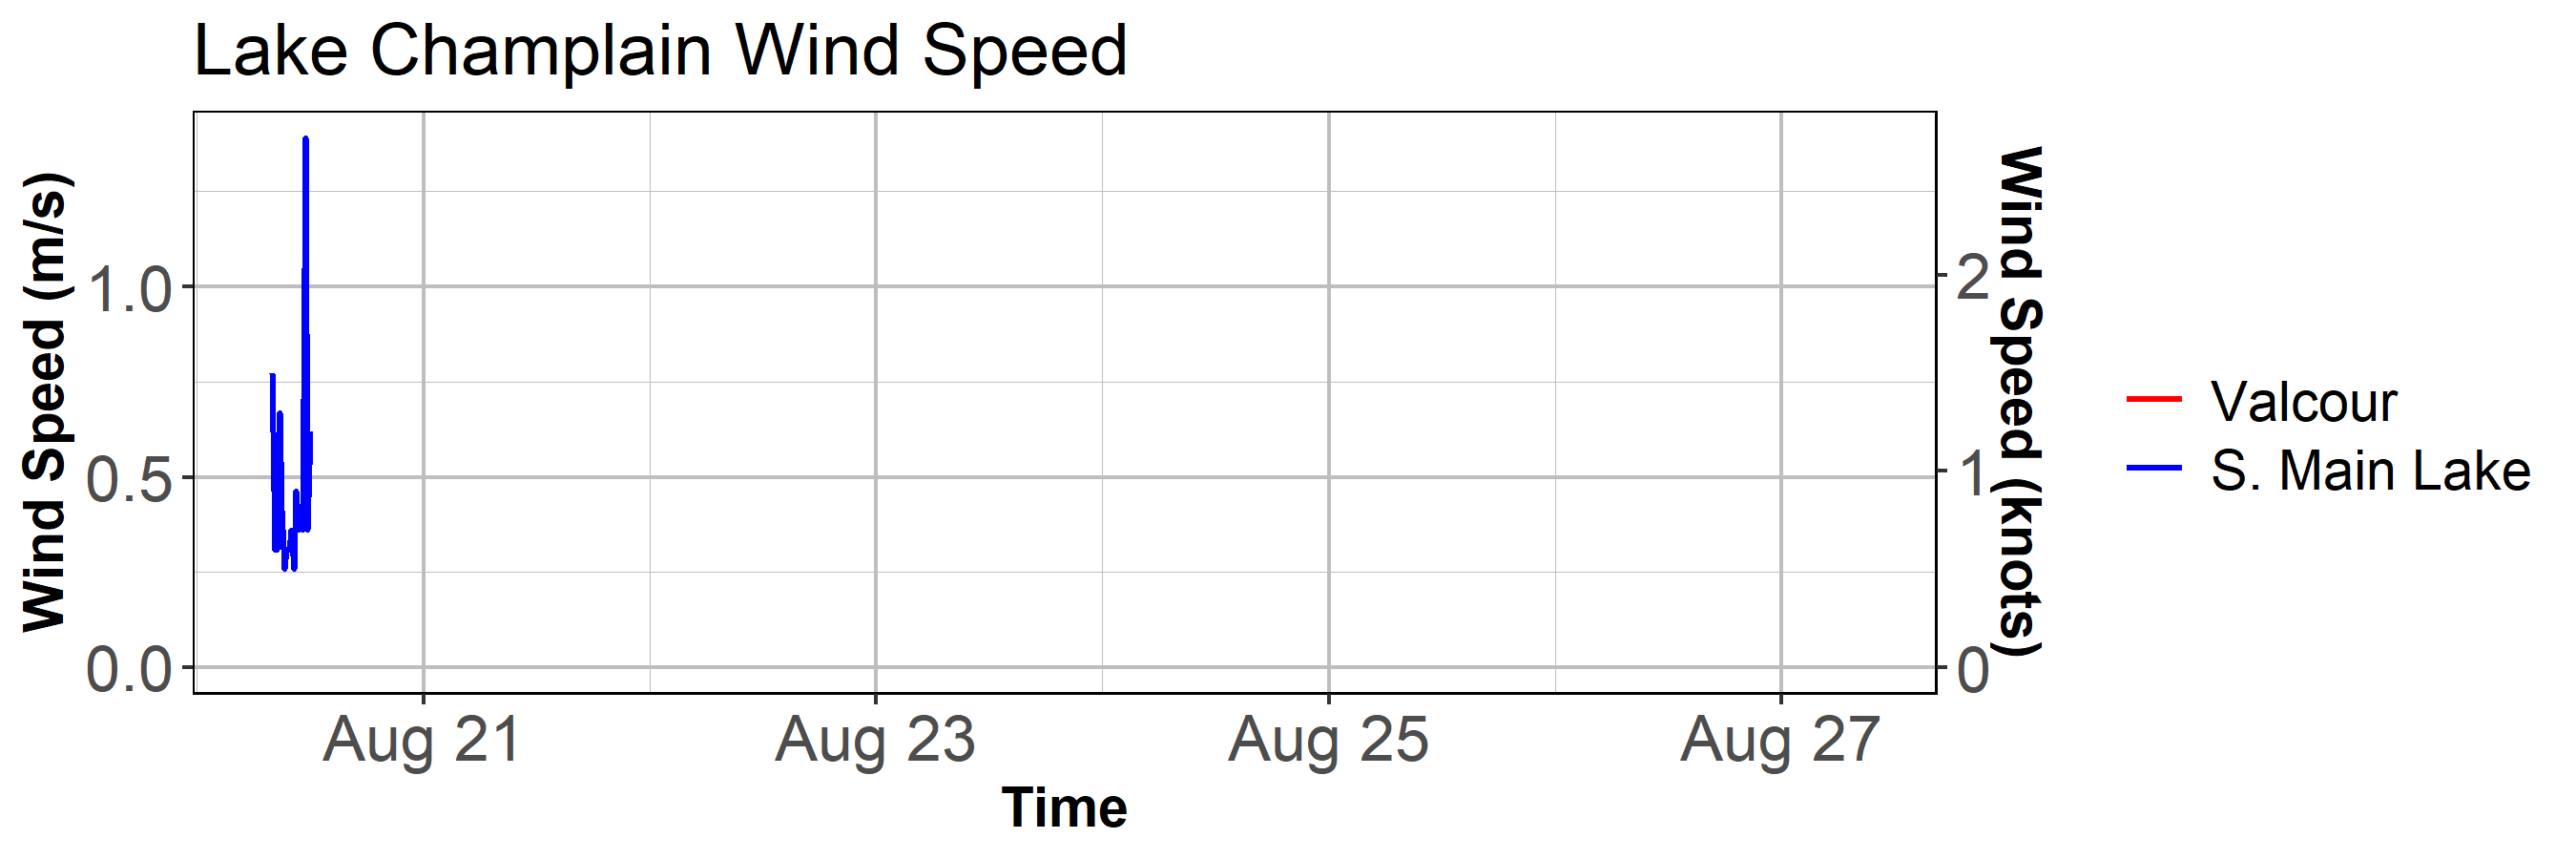 Lake Champlain Wind Speed
Wind Speed (m/s)
1.0
0.5
0.0
2
1
0
Wind Speed (knots)
Aug 21
Aug 23
Aug 25
Aug 27
Time
Valcour
S. Main Lake